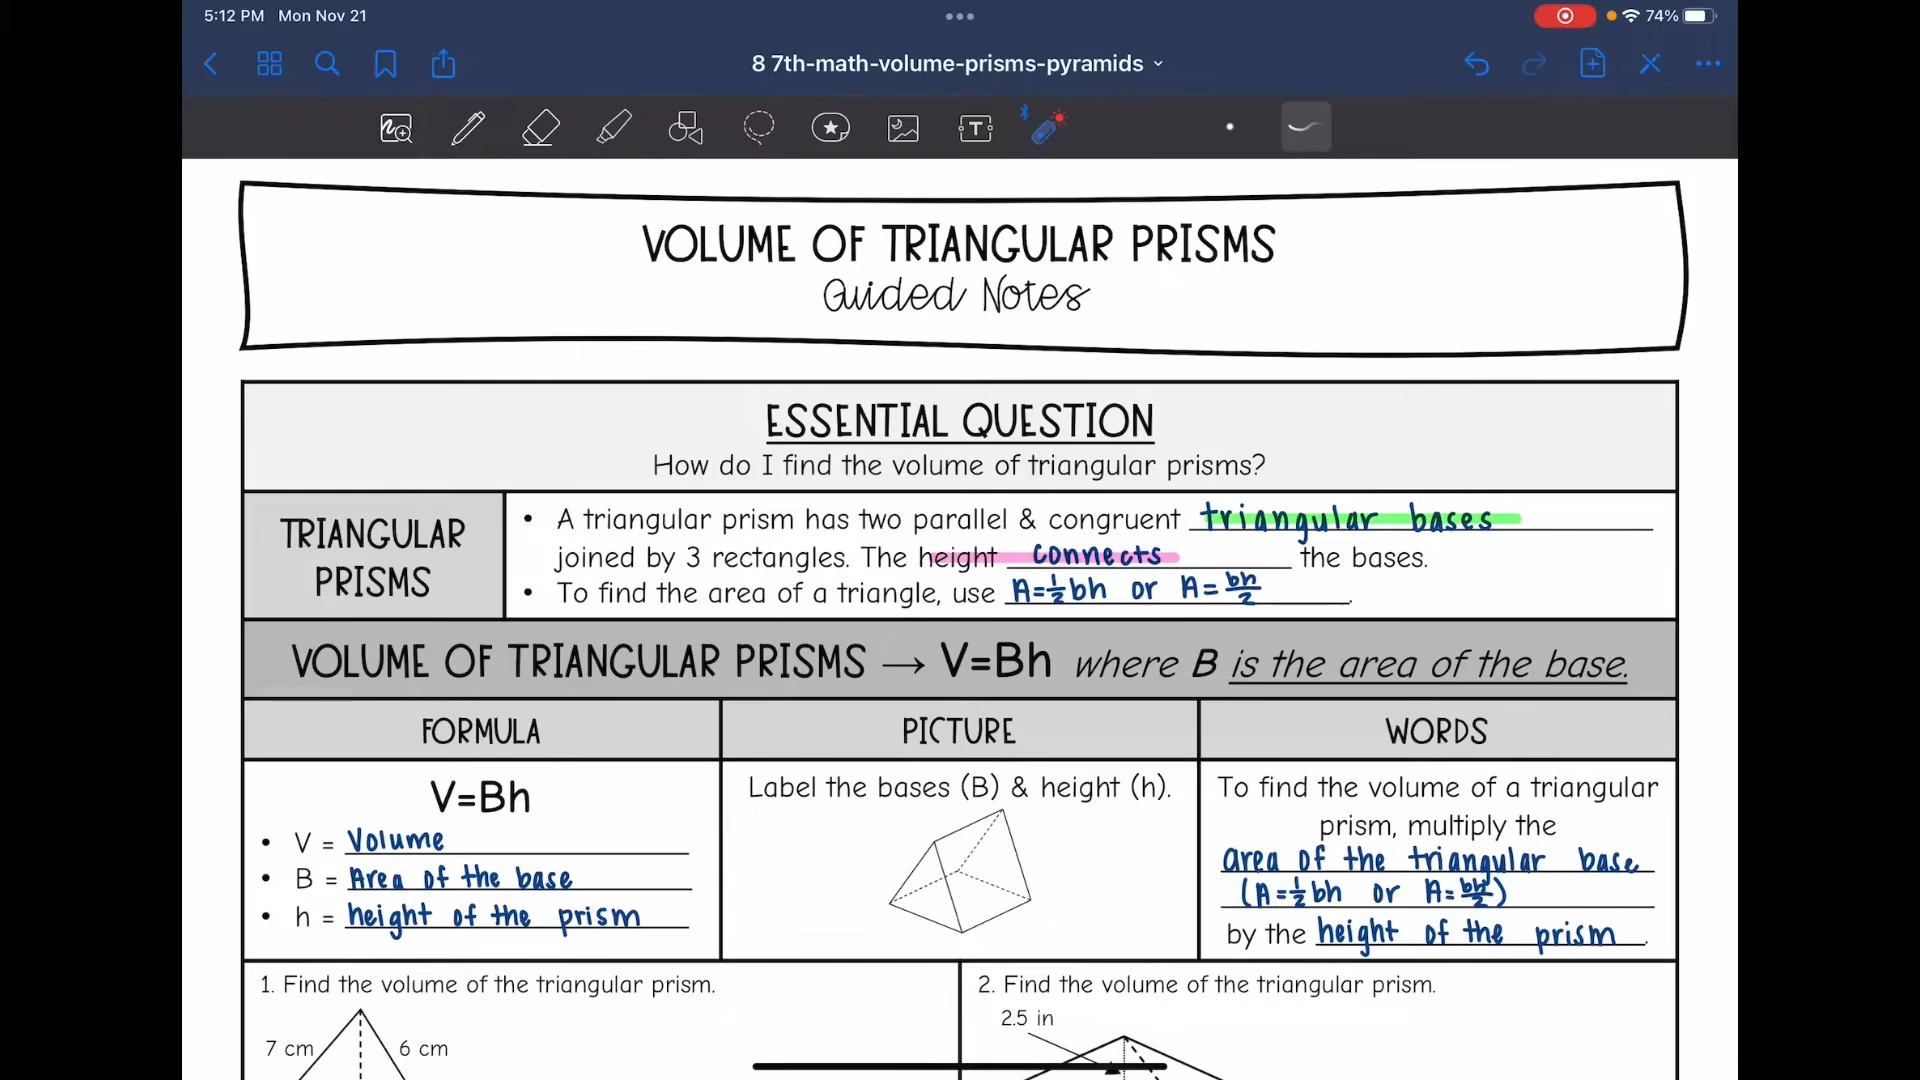 5:12 PM Mon Nov 21
74%
8 7th-math-volume-prisms-pyramids
VOLUME OF TRIANGULAR PRISMS
Guided Notes
ESSENTIAL QUESTION
How do I find the volume of triangular prisms?
TRIANGULAR
PRISMS
• A triangular prism has two parallel & congruent triangular bases
joined by 3 rectangles. The height connects the bases.
• To find the area of a triangle, use A=½bh or A=bh/2.
VOLUME OF TRIANGULAR PRISMS → V=Bh where B is the area of the base.
FORMULA
V=Bh
• V = Volume
• B = Area of the base
• h = height of the prism
PICTURE
Label the bases (B) & height (h).
WORDS
To find the volume of a triangular
prism, multiply the
area of the triangular base
(A=½bh or A=bh/2)
by the height of the prism.
1. Find the volume of the triangular prism.
7 cm
6 cm
2. Find the volume of the triangular prism.
2.5 in